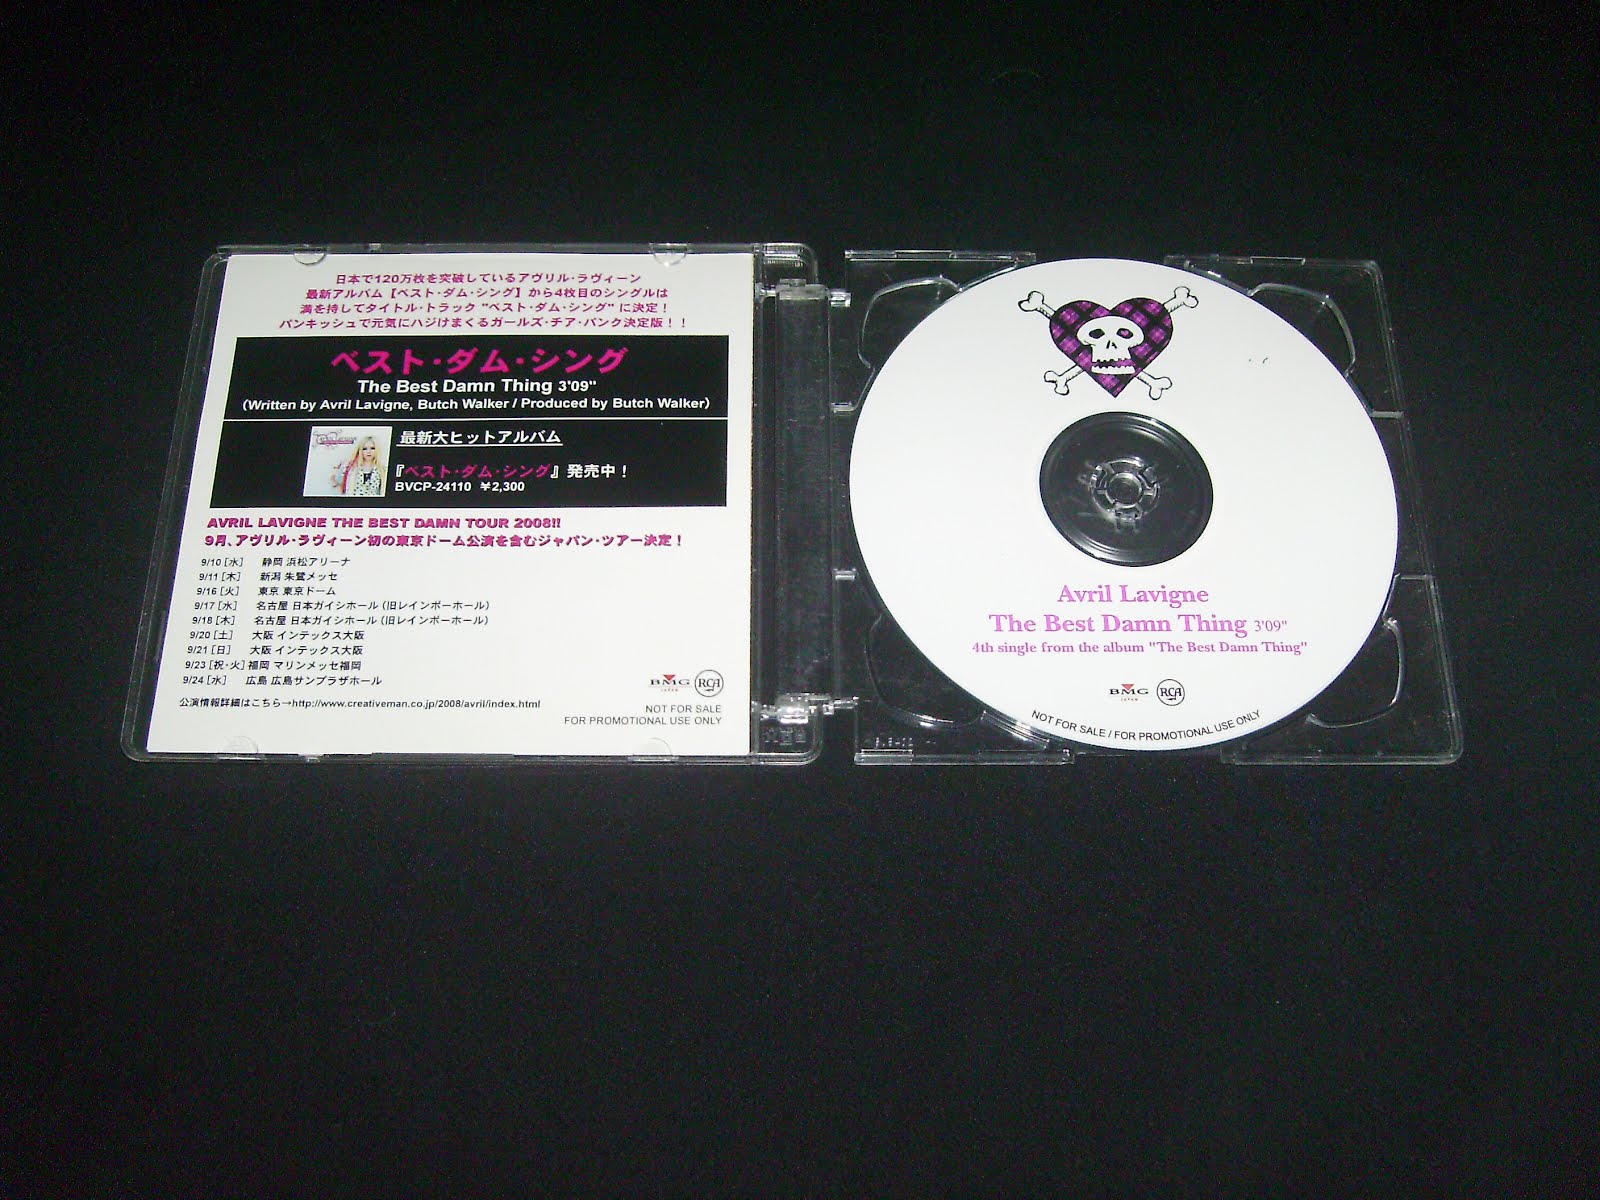 日本で120万枚を突破しているアヴリル・ラヴィーン
最新アルバム【ベスト・ダム・シング】から4枚目のシングルは
満を持してタイトル・トラック "ベスト・ダム・シング" に決定！
パンキッシュで元気にハジけまくるガールズ・チア・パンク決定版！！
ベスト・ダム・シング
The Best Damn Thing 3'09"
(Written by Avril Lavigne, Butch Walker / Produced by Butch Walker)
最新大ヒットアルバム
『ベスト・ダム・シング』発売中！
BVCP-24110 ￥2,300
AVRIL LAVIGNE THE BEST DAMN TOUR 2008!!
9月、アヴリル・ラヴィーン初の東京ドーム公演を含むジャパン・ツアー決定！
9/10 [水] 静岡 浜松アリーナ
9/11 [木] 新潟 朱鷺メッセ
9/16 [火] 東京 東京ドーム
9/17 [水] 名古屋 日本ガイシホール (旧レインボーホール)
9/18 [木] 名古屋 日本ガイシホール (旧レインボーホール)
9/20 [土] 大阪 インテックス大阪
9/21 [日] 大阪 インテックス大阪
9/23 [祝・火] 福岡 マリンメッセ福岡
9/24 [水] 広島 広島サンプラザホール
公演情報詳細はこちら→http://www.creativeman.co.jp/2008/avril/index.html
BMG JAPAN RCA
NOT FOR SALE
FOR PROMOTIONAL USE ONLY
Avril Lavigne
The Best Damn Thing 3'09"
4th single from the album "The Best Damn Thing"
BMG JAPAN RCA
NOT FOR SALE / FOR PROMOTIONAL USE ONLY